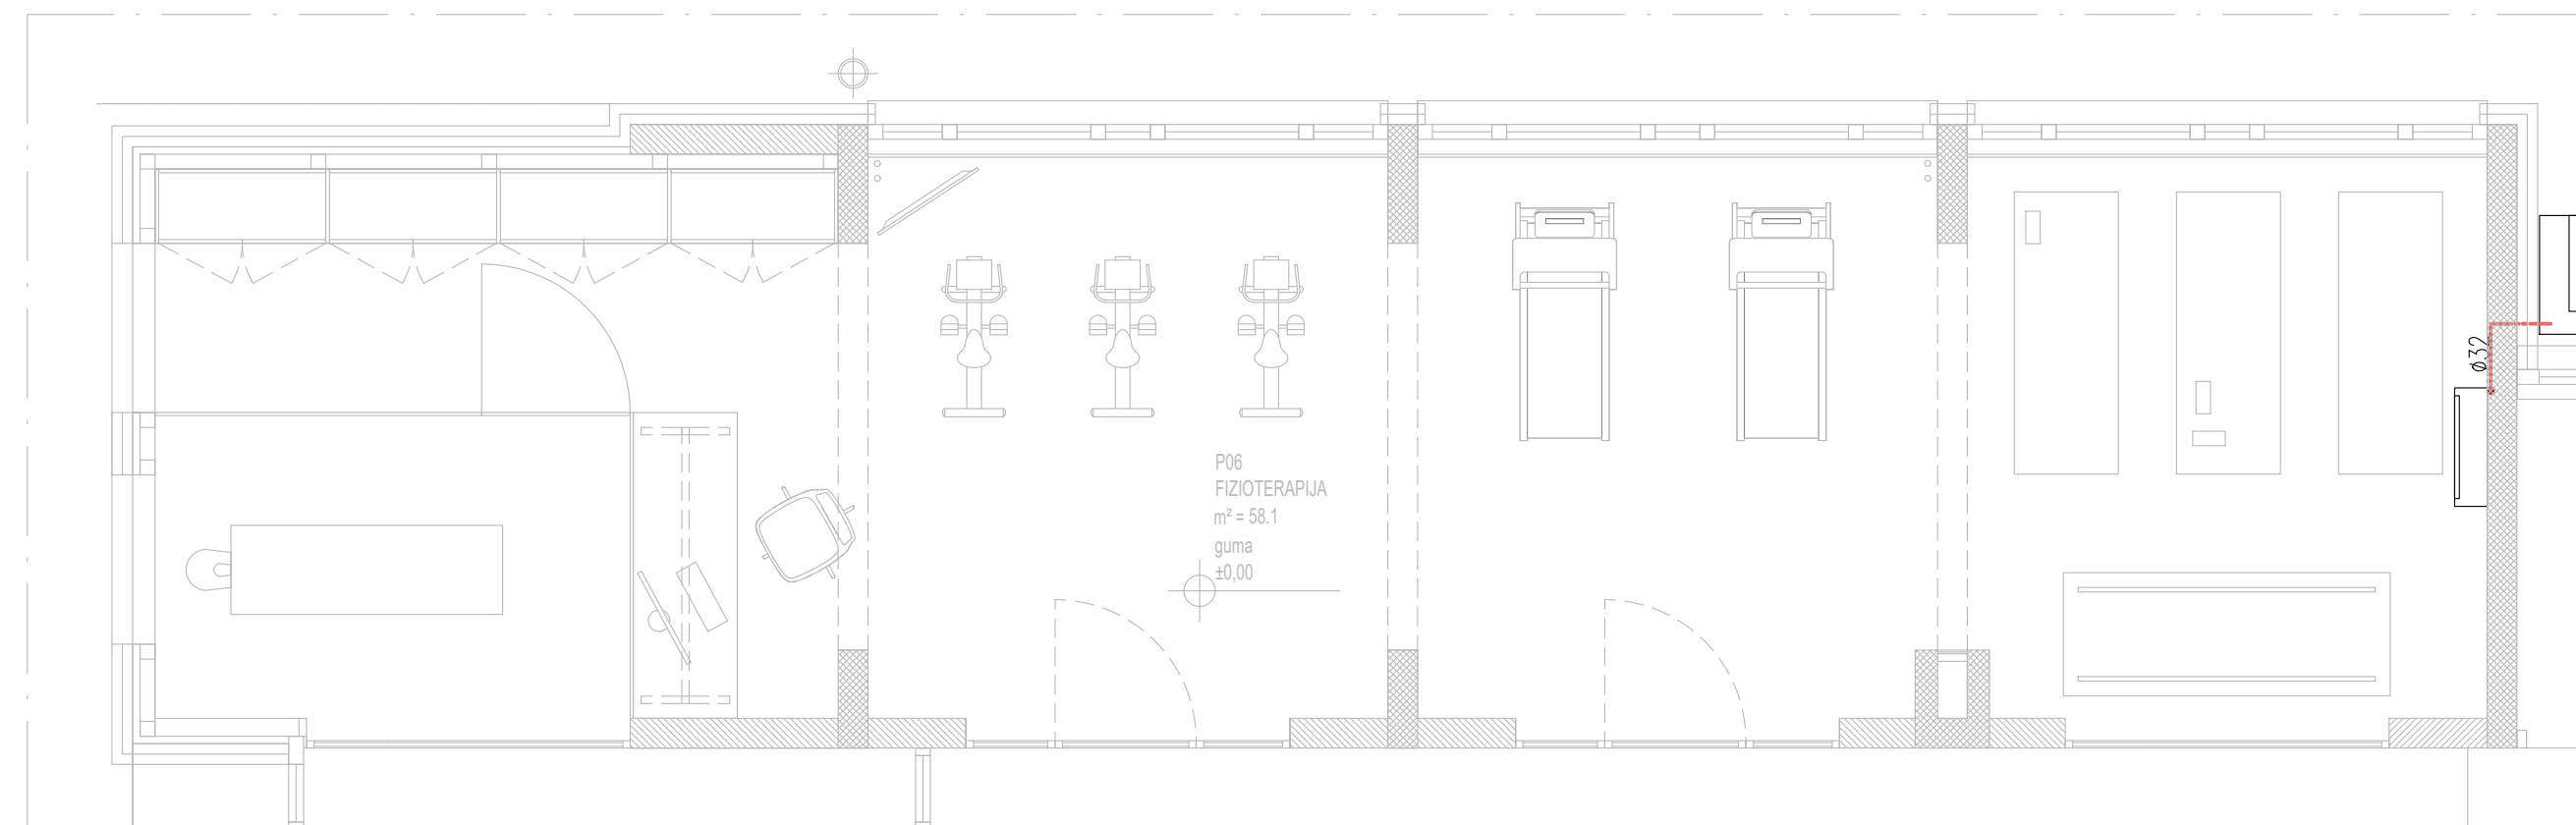 P06
FIZIOTERAPIJA
m² = 58.1
guma
±0,00
ø32